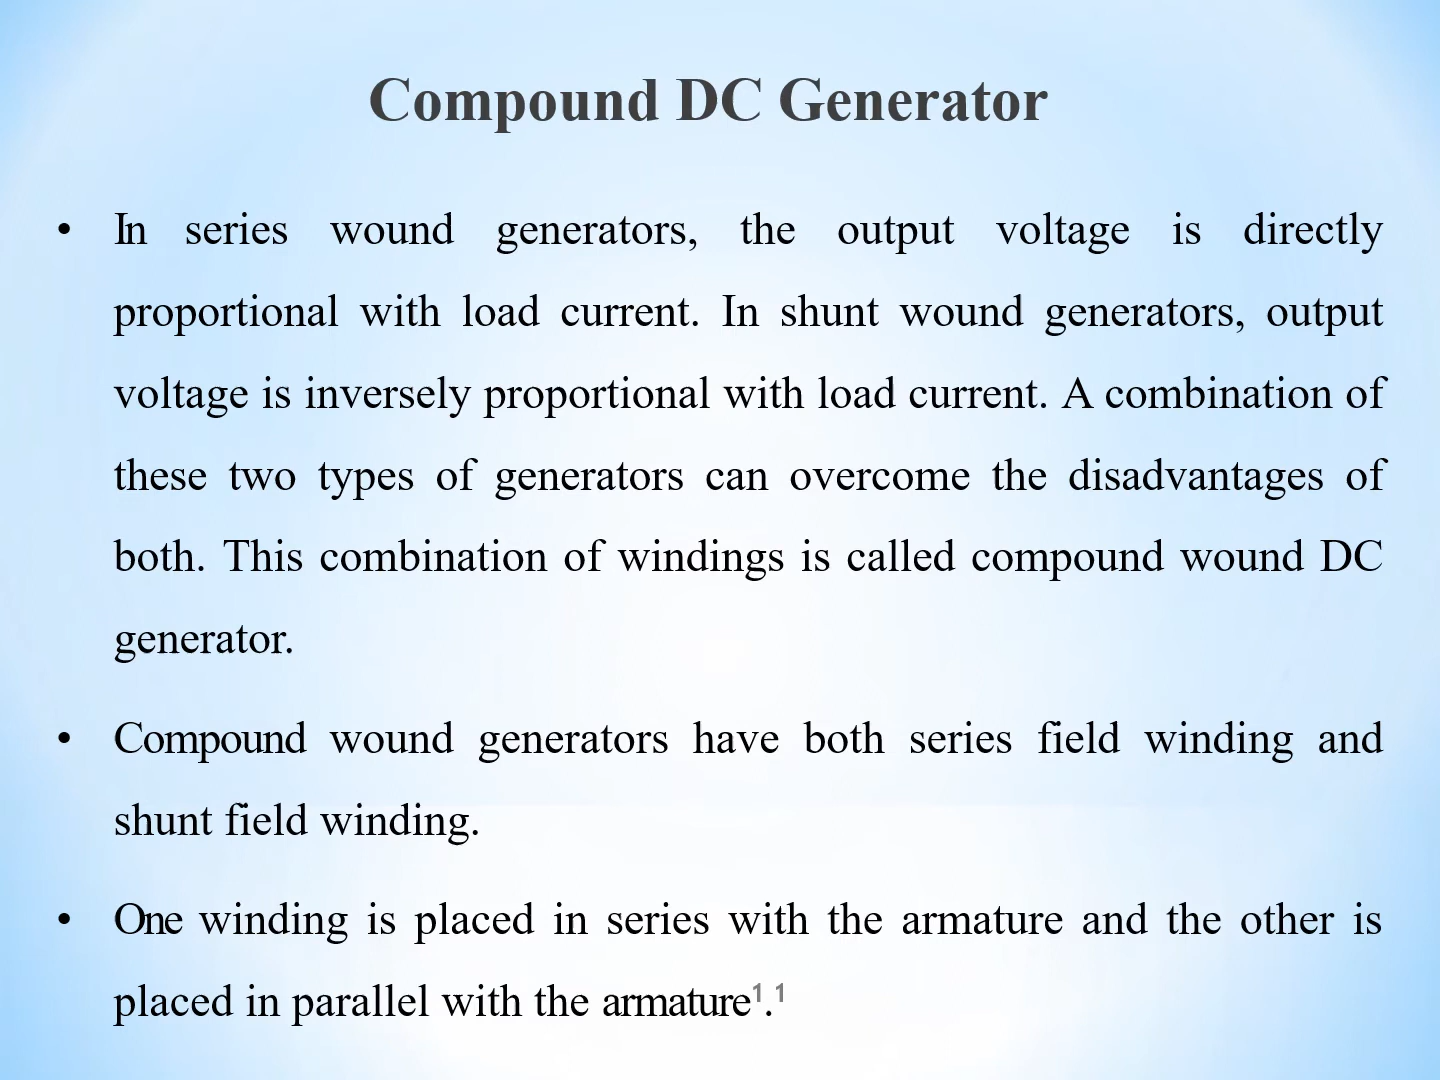 Compound DC Generator
• In series wound generators, the output voltage is directly
proportional with load current. In shunt wound generators, output
voltage is inversely proportional with load current. A combination of
these two types of generators can overcome the disadvantages of
both. This combination of windings is called compound wound DC
generator.
• Compound wound generators have both series field winding and
shunt field winding.
• One winding is placed in series with the armature and the other is
placed in parallel with the armature1.1